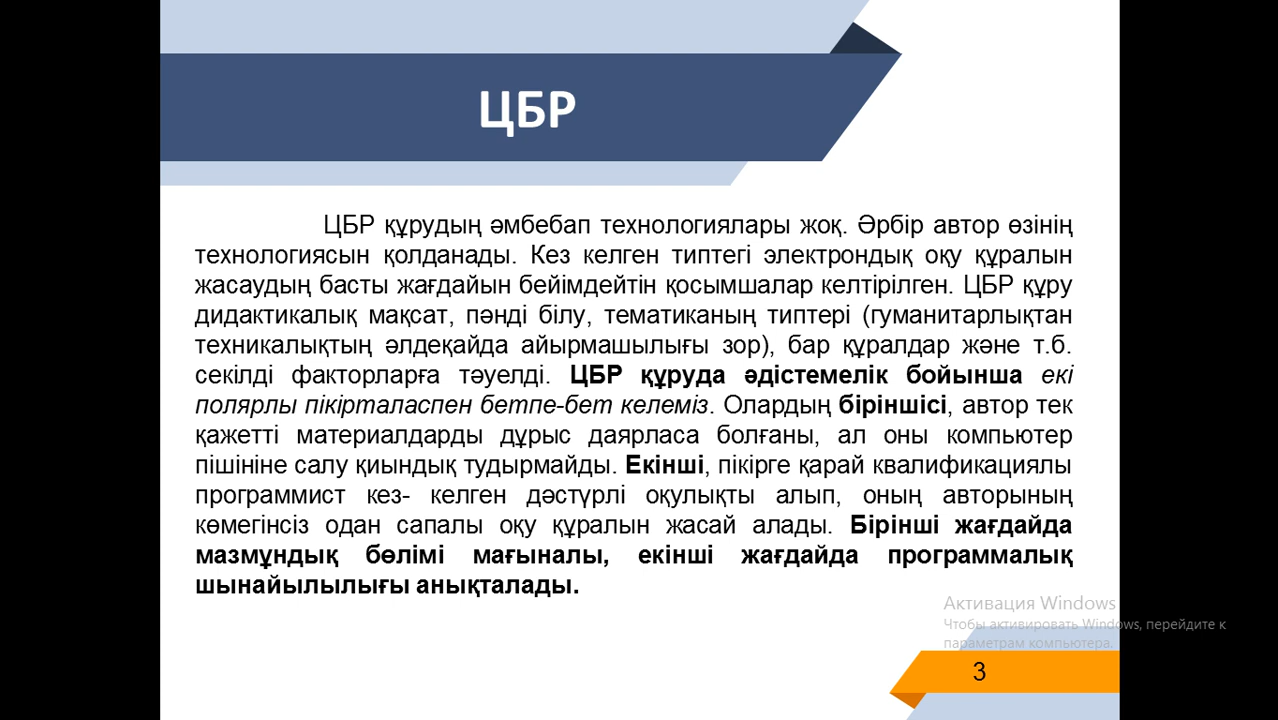 ЦБР
ЦБР құрудың әмбебап технологиялары жоқ. Әрбір автор өзінің
технологиясын қолданады. Кез келген типтегі электрондық оқу құралын
жасаудың басты жағдайын бейімдейтін қосымшалар келтірілген. ЦБР құру
дидактикалық мақсат, пәнді білу, тематиканың типтері (гуманитарлықтан
техникалықтың әлдеқайда айырмашылығы зор), бар құралдар және т.б.
секілді факторларға тәуелді. ЦБР құруда әдістемелік бойынша екі
полярлы пікірталаспен бетпе-бет келеміз. Олардың біріншісі, автор тек
қажетті материалдарды дұрыс даярласа болғаны, ал оны компьютер
пішініне салу қиындық тудырмайды. Екінші, пікірге қарай квалификациялы
программист кез- келген дәстүрлі оқулықты алып, оның авторының
көмегінсіз одан сапалы оқу құралын жасай алады. Бірінші жағдайда
мазмұндық бөлімі мағыналы, екінші жағдайда программалық
шынайылылығы анықталады.
Активация Windows
Чтобы активировать Windows, перейдите к
параметрам компьютера.
3